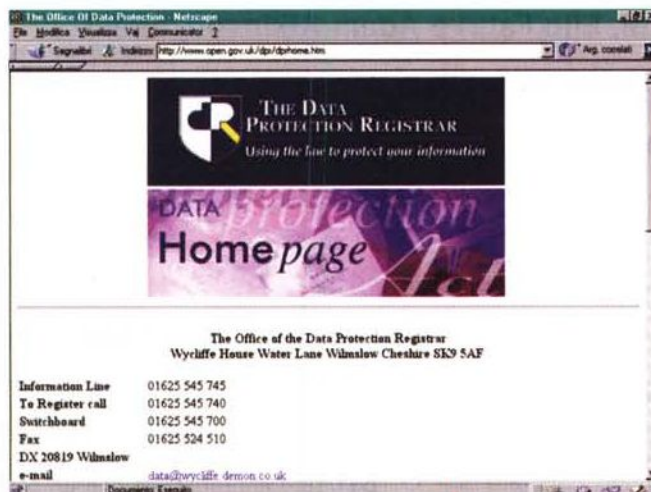 The Office Of Data Protection - Netscape
File Modifica Visualizza Vai Communicator ?
Segnalibri Indirizzo http://www.open.gov.uk/dpr/dprhome.htm Arg. correlati
THE DATA
PROTECTION REGISTRAR
Using the law to protect your information
DATA protection
Home page Act
The Office of the Data Protection Registrar
Wycliffe House Water Lane Wilmslow Cheshire SK9 5AF
Information Line 01625 545 745
To Register call 01625 545 740
Switchboard 01625 545 700
Fax 01625 524 510
DX 20819 Wilmslow
e-mail data@wycliffe.demon.co.uk
Documento: Eseguito